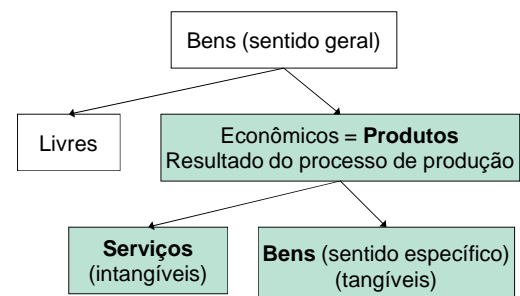 Bens (sentido geral)
Livres
Econômicos = Produtos
Resultado do processo de produção
Serviços
(intangíveis)
Bens (sentido específico)
(tangíveis)